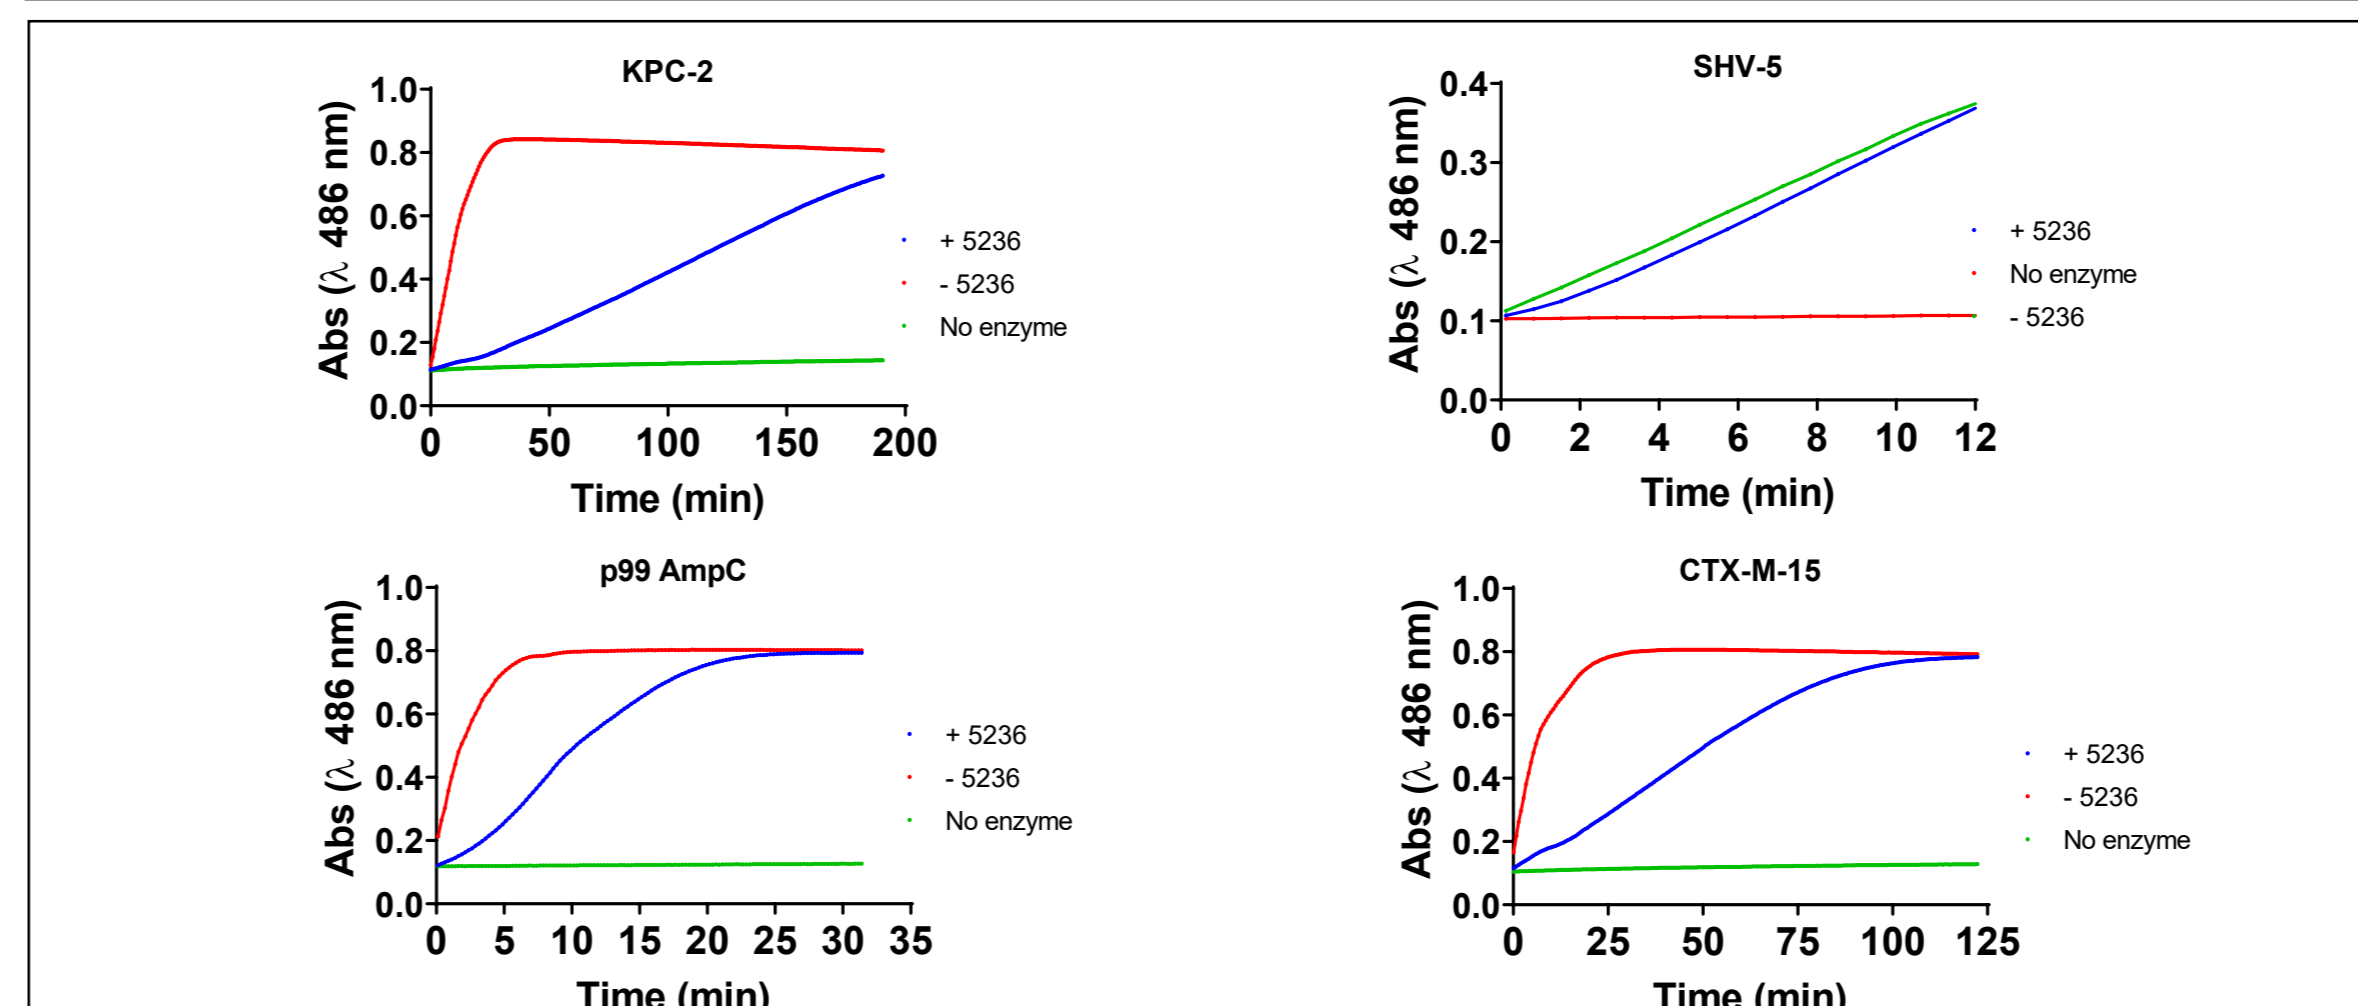 KPC-2
Abs (λ 486 nm)
1.0
0.8
0.6
0.4
0.2
0.0
0 50 100 150 200
Time (min)
+ 5236
- 5236
No enzyme
SHV-5
Abs (λ 486 nm)
0.4
0.3
0.2
0.1
0.0
0 2 4 6 8 10 12
Time (min)
+ 5236
No enzyme
- 5236
p99 AmpC
Abs (λ 486 nm)
1.0
0.8
0.6
0.4
0.2
0.0
0 5 10 15 20 25 30 35
Time (min)
+ 5236
- 5236
No enzyme
CTX-M-15
Abs (λ 486 nm)
1.0
0.8
0.6
0.4
0.2
0.0
0 25 50 75 100 125
Time (min)
+ 5236
- 5236
No enzyme